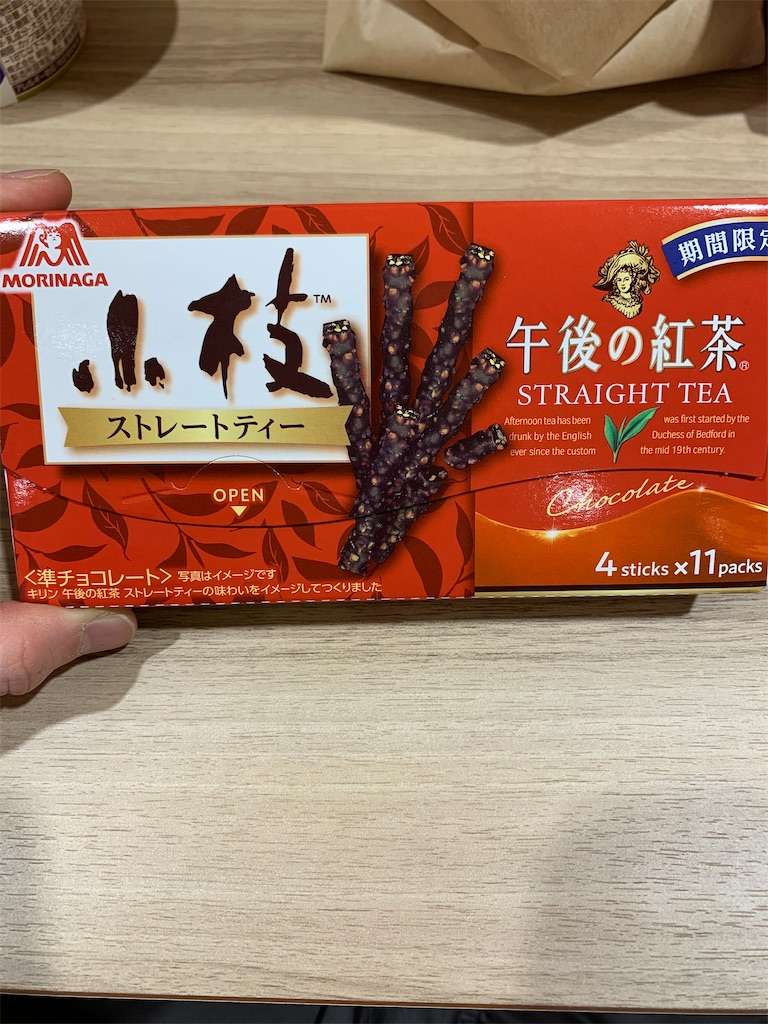 MORINAGA
小枝™
ストレートティー
OPEN
<準チョコレート> 写真はイメージです
キリン 午後の紅茶 ストレートティーの味わいをイメージしてつくりました
期間限定
午後の紅茶®
STRAIGHT TEA
Afternoon tea has been
drunk by the English
ever since the custom
was first started by the
Duchess of Bedford in
the mid 19th century.
Chocolate
4 sticks ×11 packs